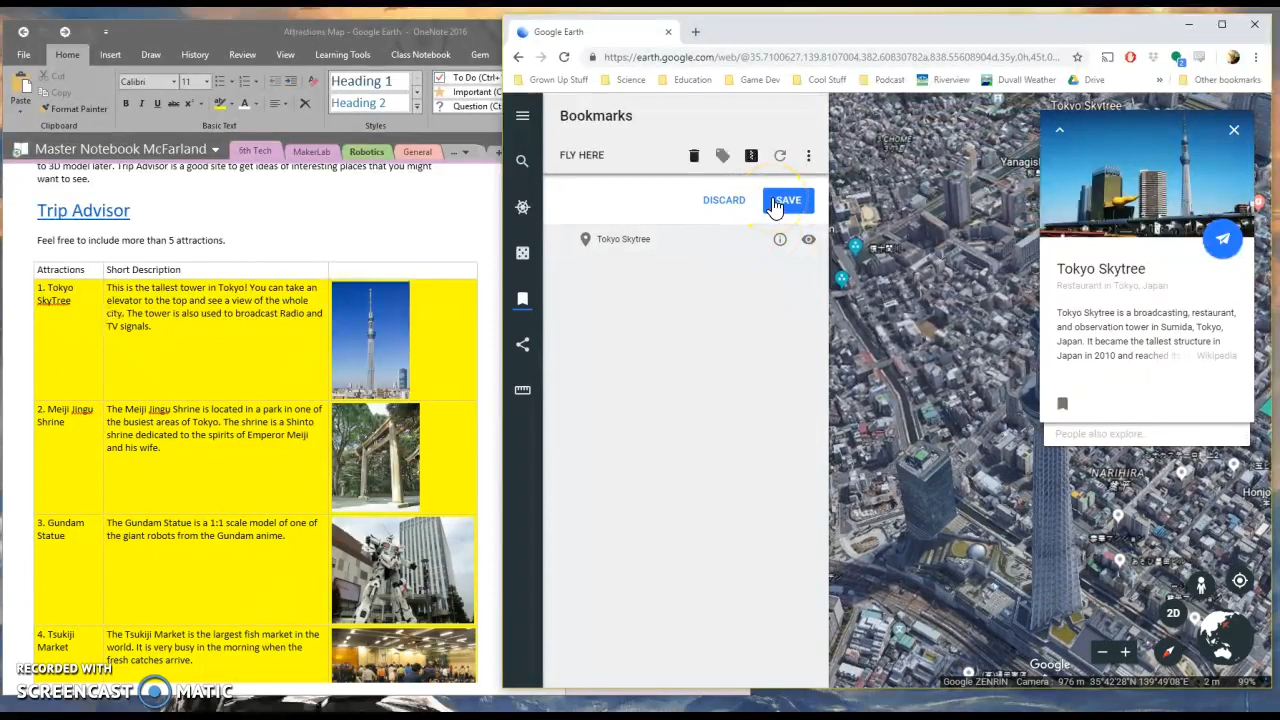 Attractions Map - Google Earth - OneNote 2016
File Home Insert Draw History Review View Learning Tools Class Notebook Gem
Cut
Copy
Paste
Format Painter
Clipboard
Calibri 11
B I U abc
Basic Text
Heading 1
Heading 2
Styles
To Do (Ctrl+
Important (
Question (C
Master Notebook McFarland 5th Tech MakerLab Robotics General ...
to 3D model later. Trip Advisor is a good site to get ideas of interesting places that you might
want to see.
Trip Advisor
Feel free to include more than 5 attractions.
Attractions Short Description
1. Tokyo
SkyTree
This is the tallest tower in Tokyo! You can take an
elevator to the top and see a view of the whole
city. The tower is also used to broadcast Radio and
TV signals.
2. Meiji Jingu
Shrine
The Meiji Jingu Shrine is located in a park in one of
the busiest areas of Tokyo. The shrine is a Shinto
shrine dedicated to the spirits of Emperor Meiji
and his wife.
3. Gundam
Statue
The Gundam Statue is a 1:1 scale model of one of
the giant robots from the Gundam anime.
4. Tsukiji
Market
The Tsukiji Market is the largest fish market in the
world. It is very busy in the morning when the
fresh catches arrive.
RECORDED WITH
SCREENCAST MATIC
Google Earth
https://earth.google.com/web/@35.7100627,139.8107004,382.60830782a,838.55608904d,35y,0h,45t,0...
Grown Up Stuff Science Education Game Dev Cool Stuff Podcast Riverview Duvall Weather Drive » Other bookmarks
Bookmarks
FLY HERE
DISCARD SAVE
Tokyo Skytree
Tokyo Skytree
3 CHOME
Yanagis
Tokyo Skytree
Restaurant in Tokyo, Japan
Tokyo Skytree is a broadcasting, restaurant,
and observation tower in Sumida, Tokyo,
Japan. It became the tallest structure in
Japan in 2010 and reached its Wikipedia
People also explore
NARIHIRA
Honjo
2D
Google
Google ZENRIN Camera : 976 m 35°42'28"N 139°49'08"E 2 m 99%